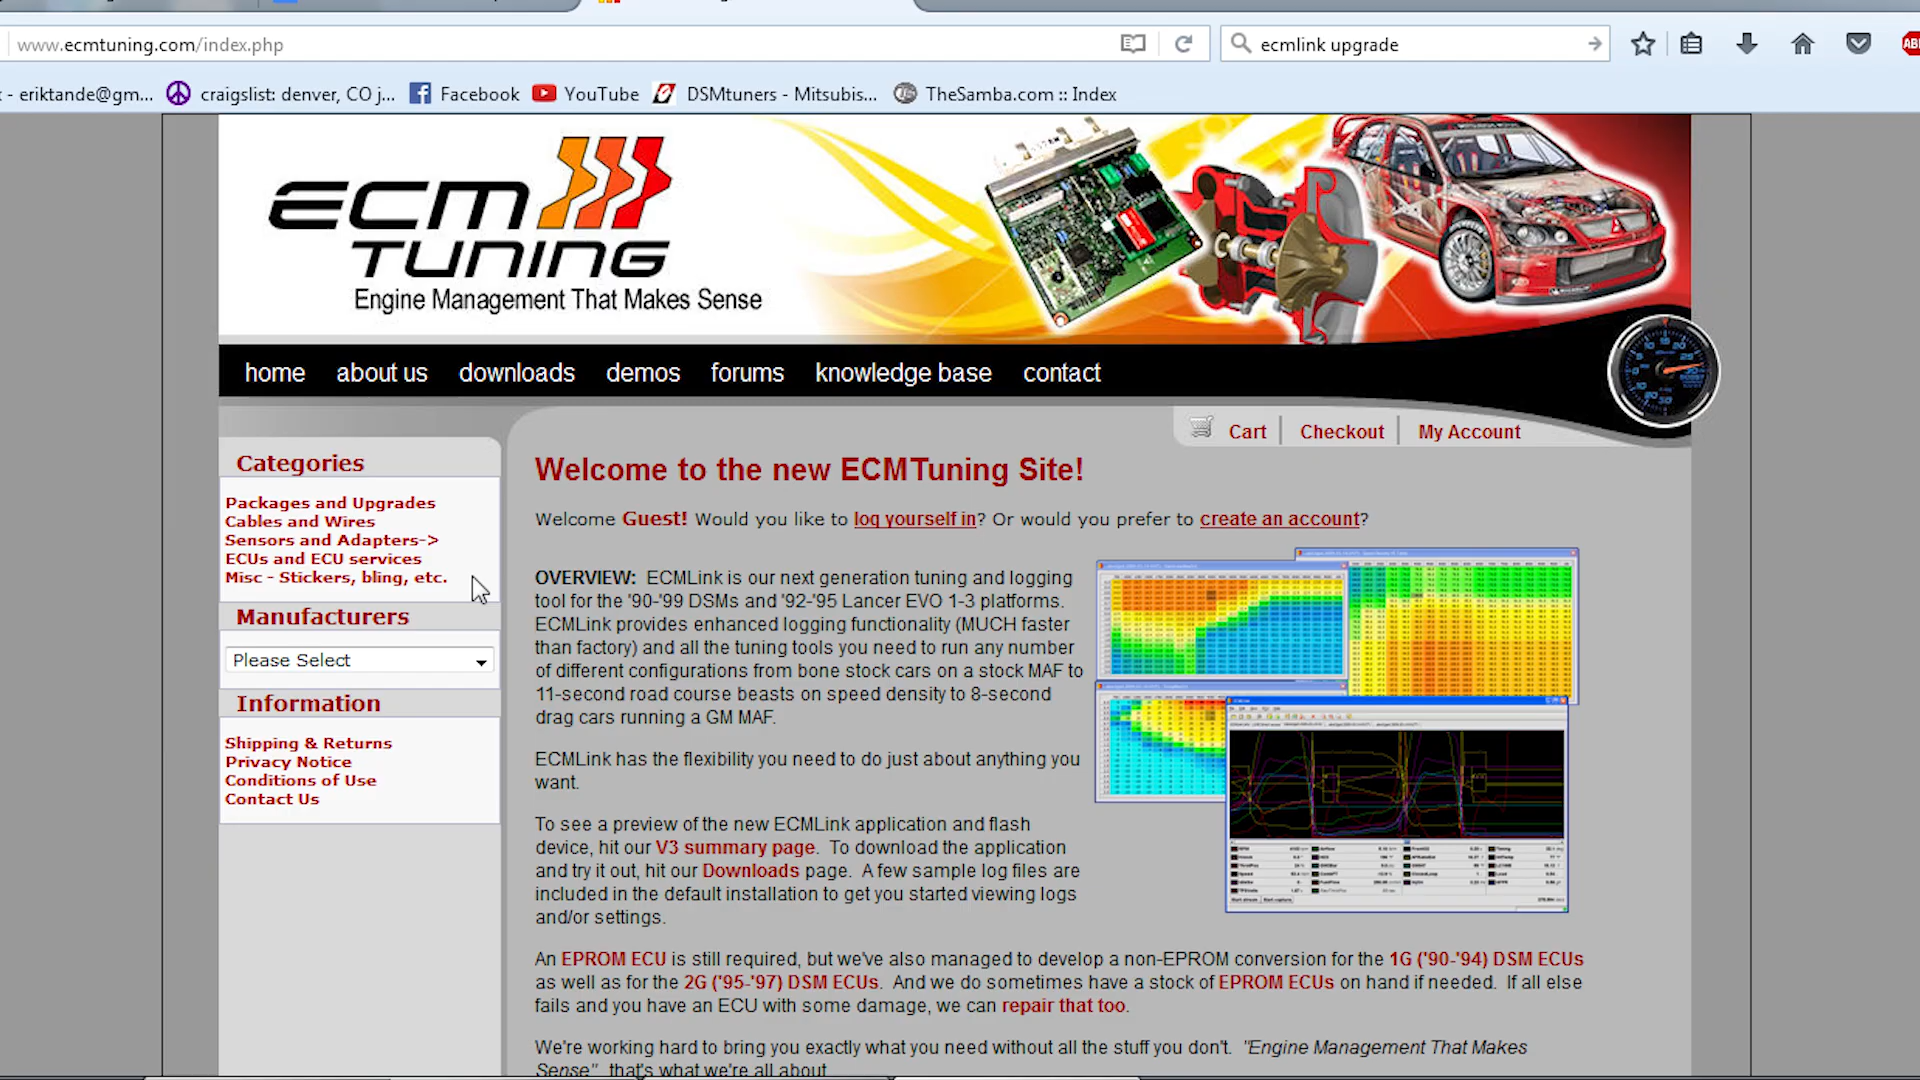 www.ecmtuning.com/index.php
ecmlink upgrade
- eriktande@gm...
craigslist: denver, CO j...
Facebook
YouTube
DSMtuners - Mitsubis...
TheSamba.com :: Index
ECM
TUNING
Engine Management That Makes Sense
home about us downloads demos forums knowledge base contact
Cart Checkout My Account
Categories
Packages and Upgrades
Cables and Wires
Sensors and Adapters->
ECUs and ECU services
Misc - Stickers, bling, etc.
Manufacturers
Please Select
Information
Shipping & Returns
Privacy Notice
Conditions of Use
Contact Us
Welcome to the new ECMTuning Site!
Welcome Guest! Would you like to log yourself in? Or would you prefer to create an account?
OVERVIEW: ECMLink is our next generation tuning and logging
tool for the '90-'99 DSMs and '92-'95 Lancer EVO 1-3 platforms.
ECMLink provides enhanced logging functionality (MUCH faster
than factory) and all the tuning tools you need to run any number
of different configurations from bone stock cars on a stock MAF to
11-second road course beasts on speed density to 8-second
drag cars running a GM MAF.
ECMLink has the flexibility you need to do just about anything you
want.
To see a preview of the new ECMLink application and flash
device, hit our V3 summary page. To download the application
and try it out, hit our Downloads page. A few sample log files are
included in the default installation to get you started viewing logs
and/or settings.
An EPROM ECU is still required, but we've also managed to develop a non-EPROM conversion for the 1G ('90-'94) DSM ECUs
as well as for the 2G ('95-'97) DSM ECUs. And we do sometimes have a stock of EPROM ECUs on hand if needed. If all else
fails and you have an ECU with some damage, we can repair that too.
We're working hard to bring you exactly what you need without all the stuff you don't. "Engine Management That Makes
Sense" that's what we're all about